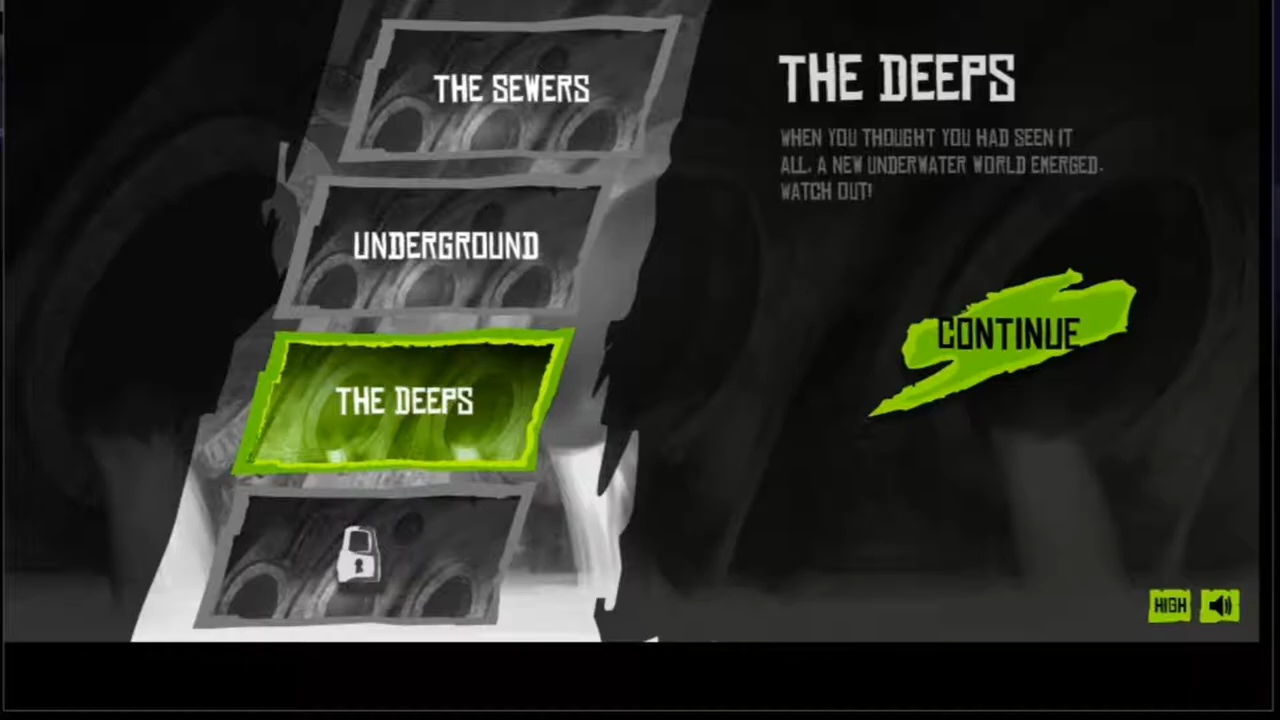 THE SEWERS
UNDERGROUND
THE DEEPS
THE DEEPS
WHEN YOU THOUGHT YOU HAD SEEN IT
ALL, A NEW UNDERWATER WORLD EMERGED.
WATCH OUT!
CONTINUE
HIGH